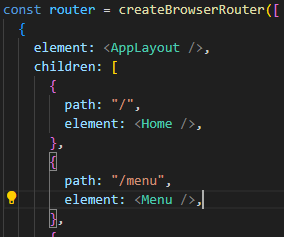 const router = createBrowserRouter([
{
element: <AppLayout />,
children: [
{
path: "/",
element: <Home />,
},
{
path: "/menu",
element: <Menu />,
},
{